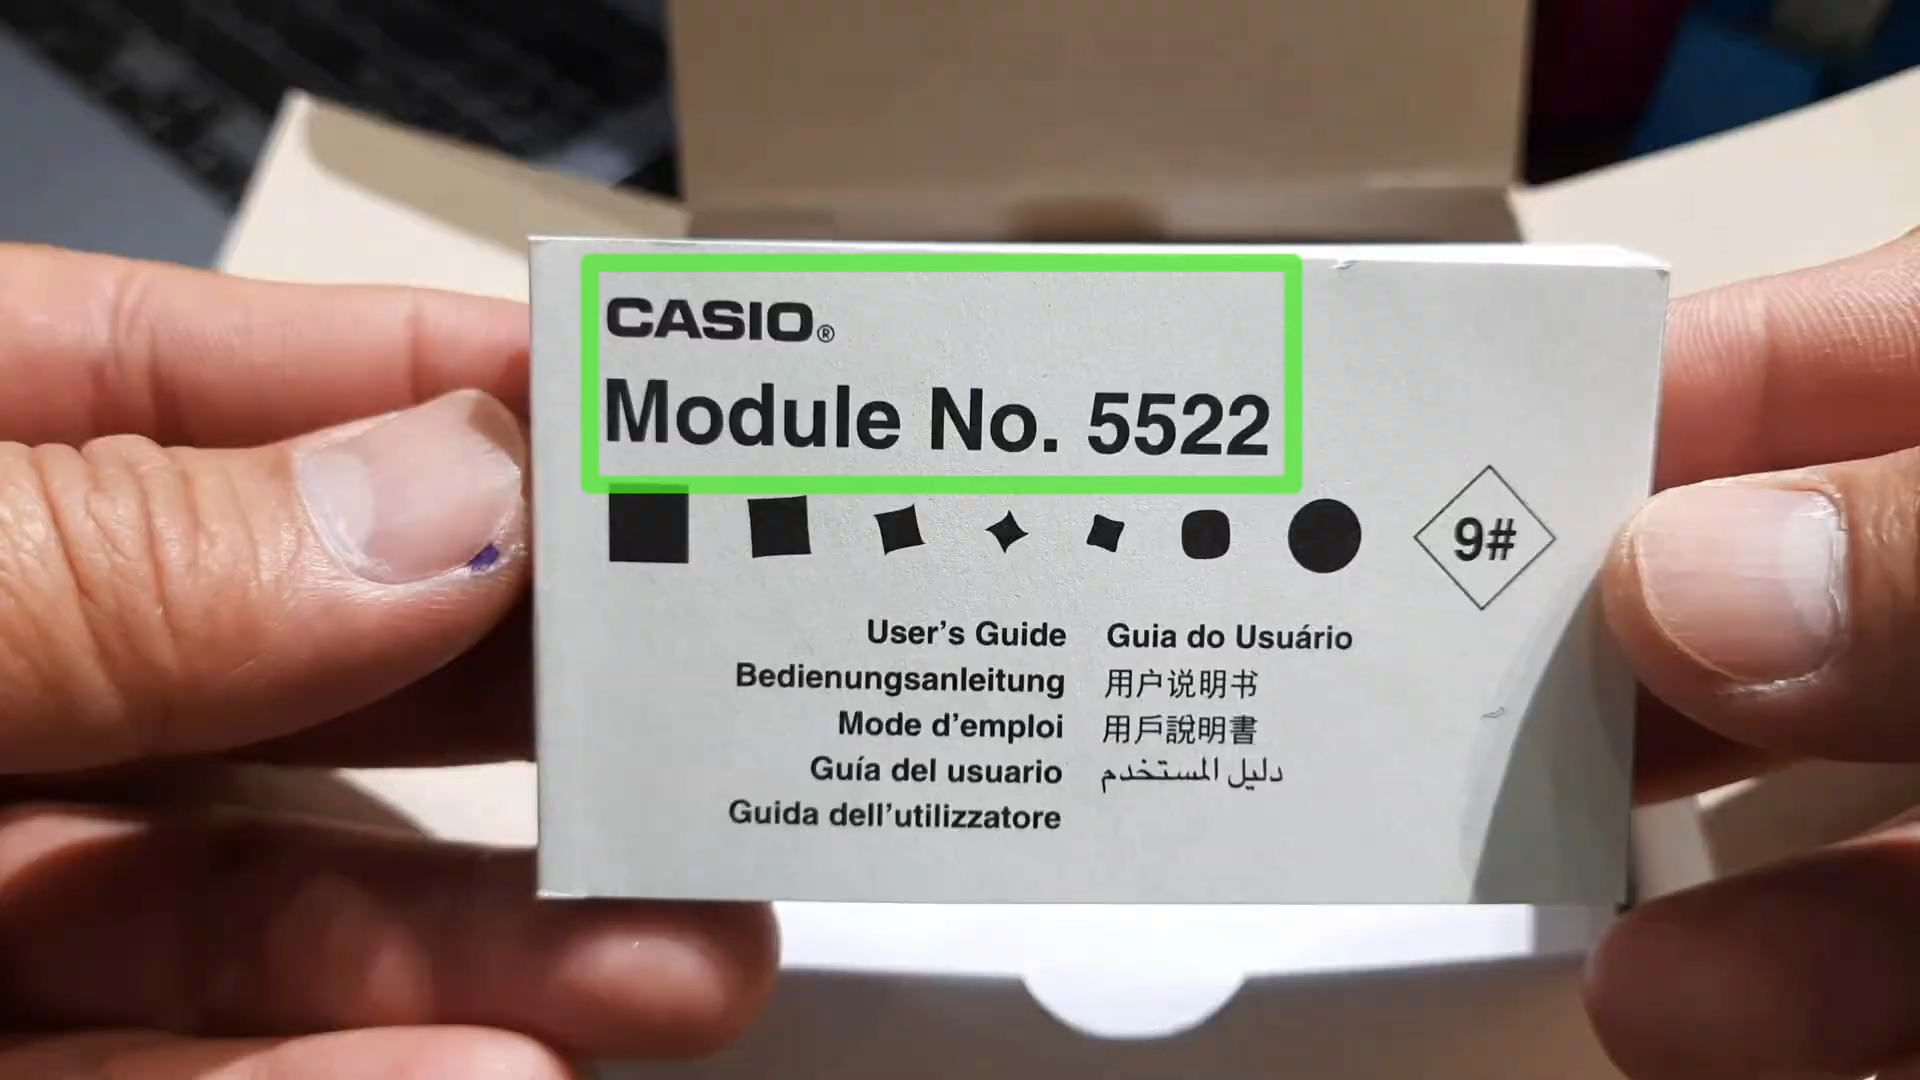 CASIO®
Module No. 5522
9#
User's Guide
Bedienungsanleitung
Mode d'emploi
Guía del usuario
Guida dell'utilizzatore
Guia do Usuário
用户说明书
用戶說明書
دليل المستخدم